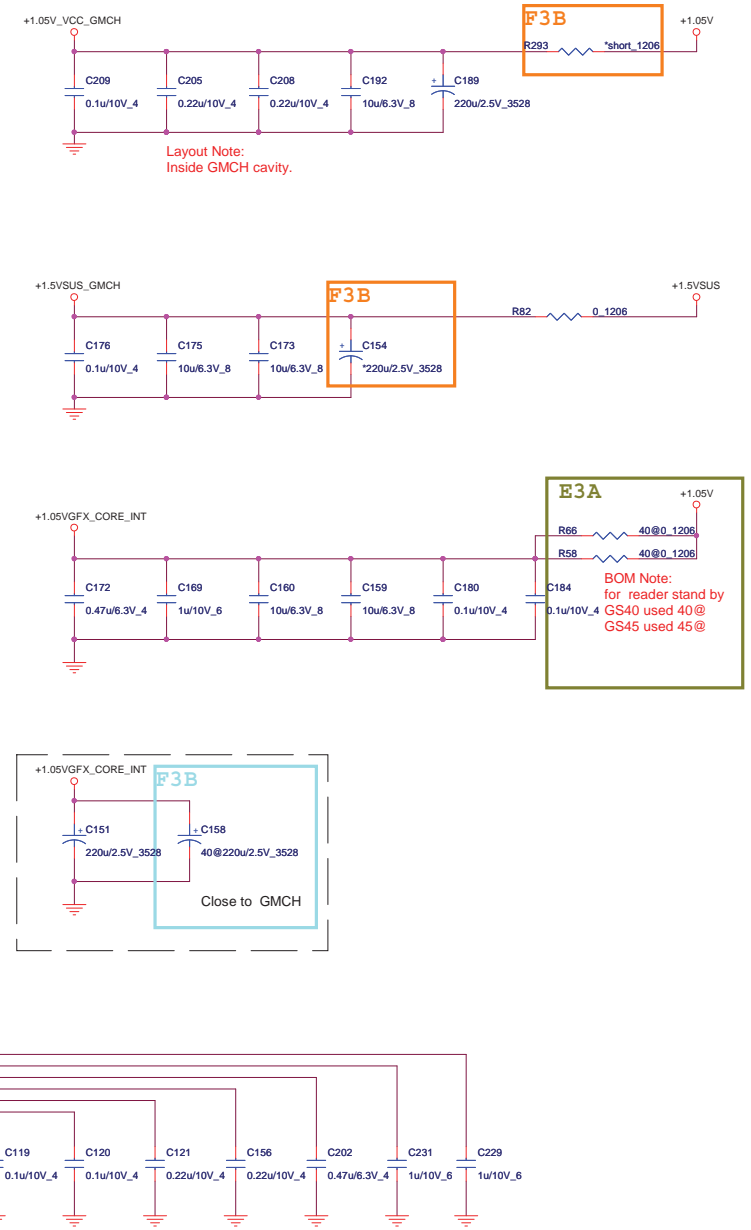 +1.05V_VCC_GMCH
F3B
+1.05V
R293
*short_1206
C209
0.1u/10V_4
C205
0.22u/10V_4
C208
0.22u/10V_4
C192
10u/6.3V_8
+
C189
220u/2.5V_3528
Layout Note:
Inside GMCH cavity.
+1.5VSUS_GMCH
F3B
+1.5VSUS
R82
0_1206
C176
0.1u/10V_4
C175
10u/6.3V_8
C173
10u/6.3V_8
+
C154
*220u/2.5V_3528
E3A
+1.05V
+1.05VGFX_CORE_INT
R66
40@0_1206
R58
40@0_1206
C172
0.47u/6.3V_4
C169
1u/10V_6
C160
10u/6.3V_8
C159
10u/6.3V_8
C180
0.1u/10V_4
C184
0.1u/10V_4
BOM Note:
for reader stand by
GS40 used 40@
GS45 used 45@
+1.05VGFX_CORE_INT
F3B
+
C151
220u/2.5V_3528
+
C158
40@220u/2.5V_3528
Close to GMCH
C119
0.1u/10V_4
C120
0.1u/10V_4
C121
0.22u/10V_4
C156
0.22u/10V_4
C202
0.47u/6.3V_4
C231
1u/10V_6
C229
1u/10V_6